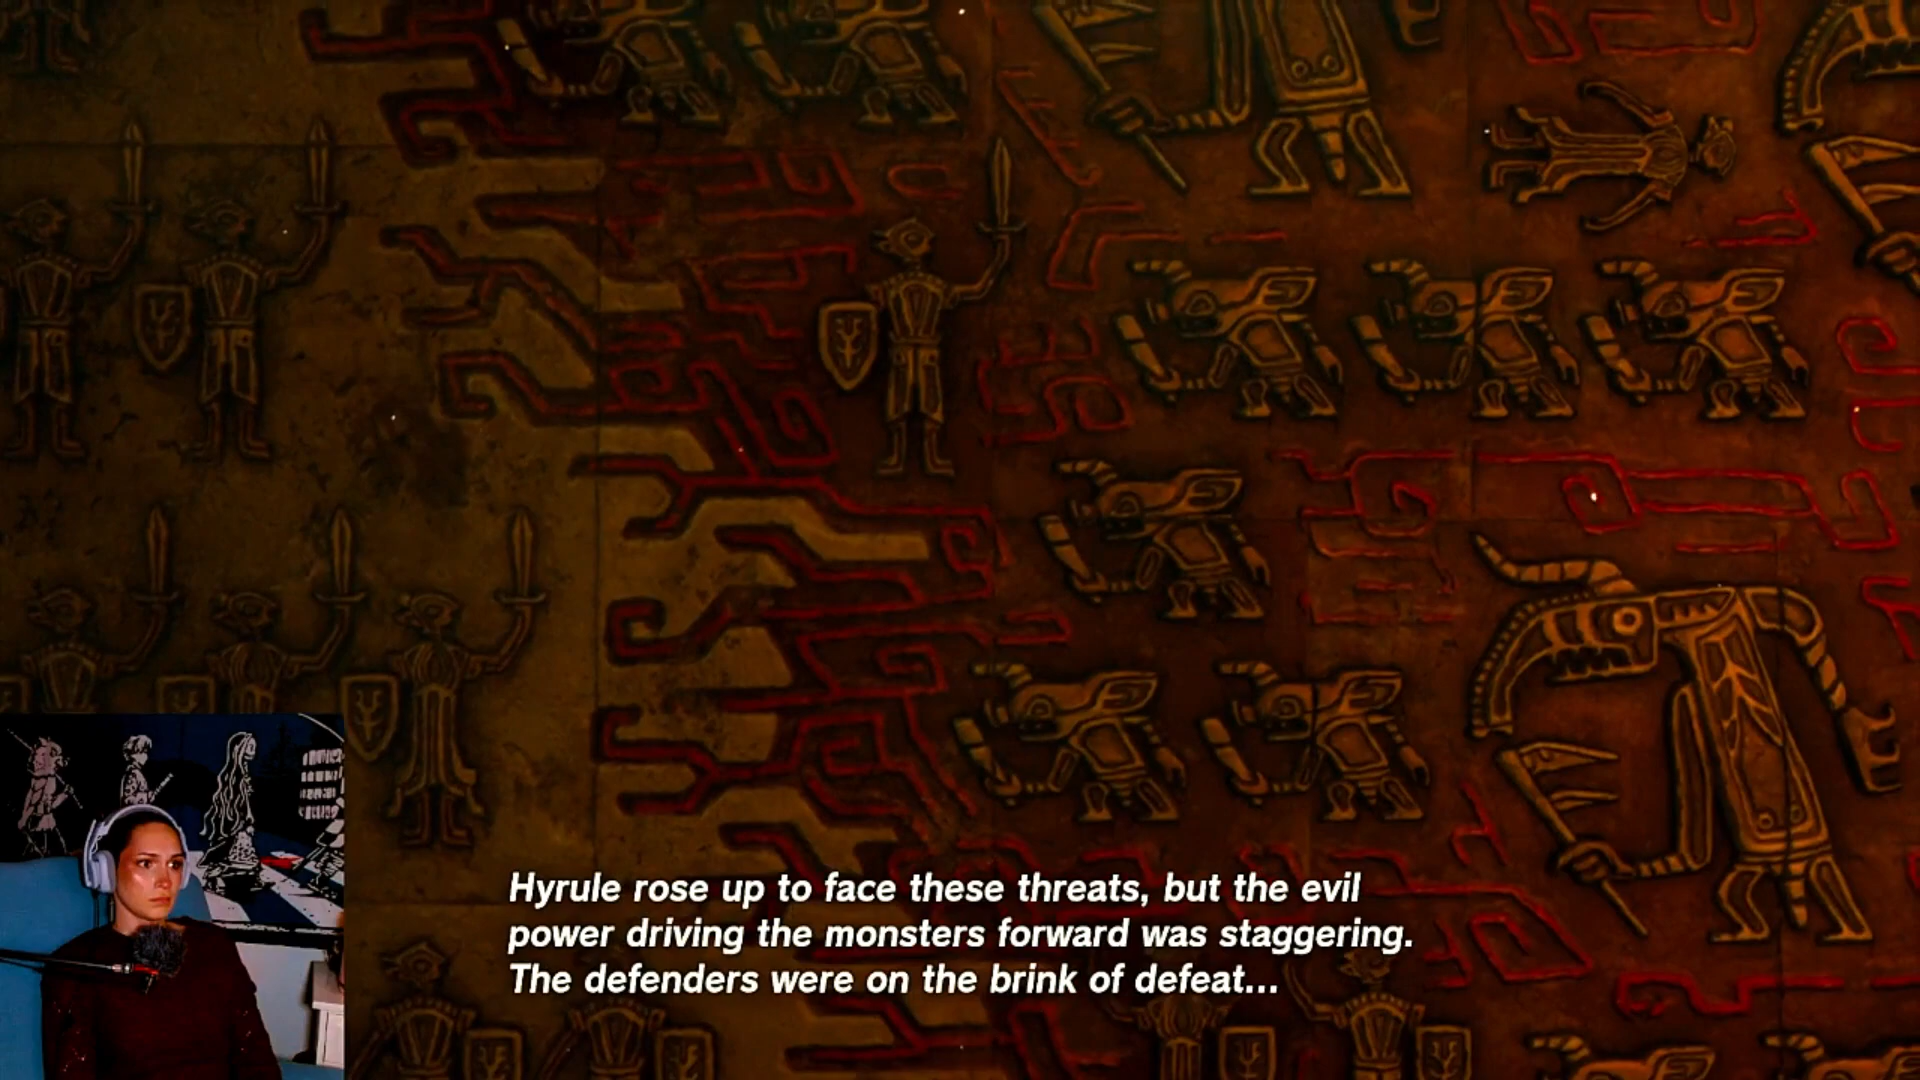 Hyrule rose up to face these threats, but the evil
power driving the monsters forward was staggering.
The defenders were on the brink of defeat...